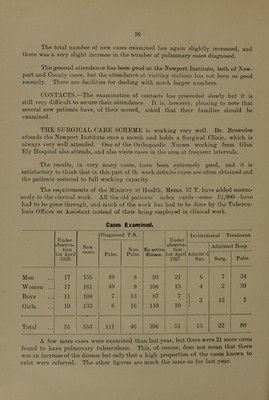 50
The total number of new cases examined has again slightly increased, and
there was a very slight increase in the number of pulmonary cases diagnosed.
The general attendance has been good at the Newport Institute, both of New-
port and County cases, but the attendance at visiting stations has not been so good
recently. There are facilities for dealing with much larger numbers.
CONTACTS.—The examination of contacts has proceeded slowly but it is
still very difficult to secure their attendance. It is, however, pleasing to note that
several new patients have, of their accord, asked that their families should be
examined.
THE SURGICAL CARE SCHEME is working very well. Dr. Brownlee
attends the Newport Institute once a month and holds a Surgical Clinic, which is
always very well attended. One of the Orthopaedic Nurses working from Glan
Ely Hospital also attends, and also visits cases in the area at frequent intervals.
The results, in very many cases, have been extremely good, and it is
satisfactory to think that in this part of the work definite cures are often obtained and
the patients restored to full working capacity.
The requirements of the Ministry of Health, Memo. 37 T, have added enorm-
ously to the clerical work. All the old patients' index cards—some 12,000—have
had to be gone through, and much of the work has had to be done by the Tubercu-
losis Officer or Assistant instead of their being employed in clinical work.
Cases Examined.
Under observa- tion 1st April New cases. Diagnosed T.B. Pulm. Non- Pulm. No active disease. Under observa- tion 1st April 1927. Institutional Treatment. Admitt'd San. Admitted Hosp. Surg. Pulm.
Men ... 17 155 49 8 93 21 6 7 34
Women ... 17 161 49 9 106 13 4 2 39
Boys ... 11 104 7 13 87 7 3 13 7
Girls ... 10 133 6 16 110 10
Total ... 55 553 111 46 396 51 13 22 80
A few more cases were examined than last year, but there were 21 more cases
found to have pulmonary tuberculosis. This, of course, does not mean that there
was an increase of the disease but only that a high proportion of the cases known to
exist were referred. The other figures are much the same as for last year.